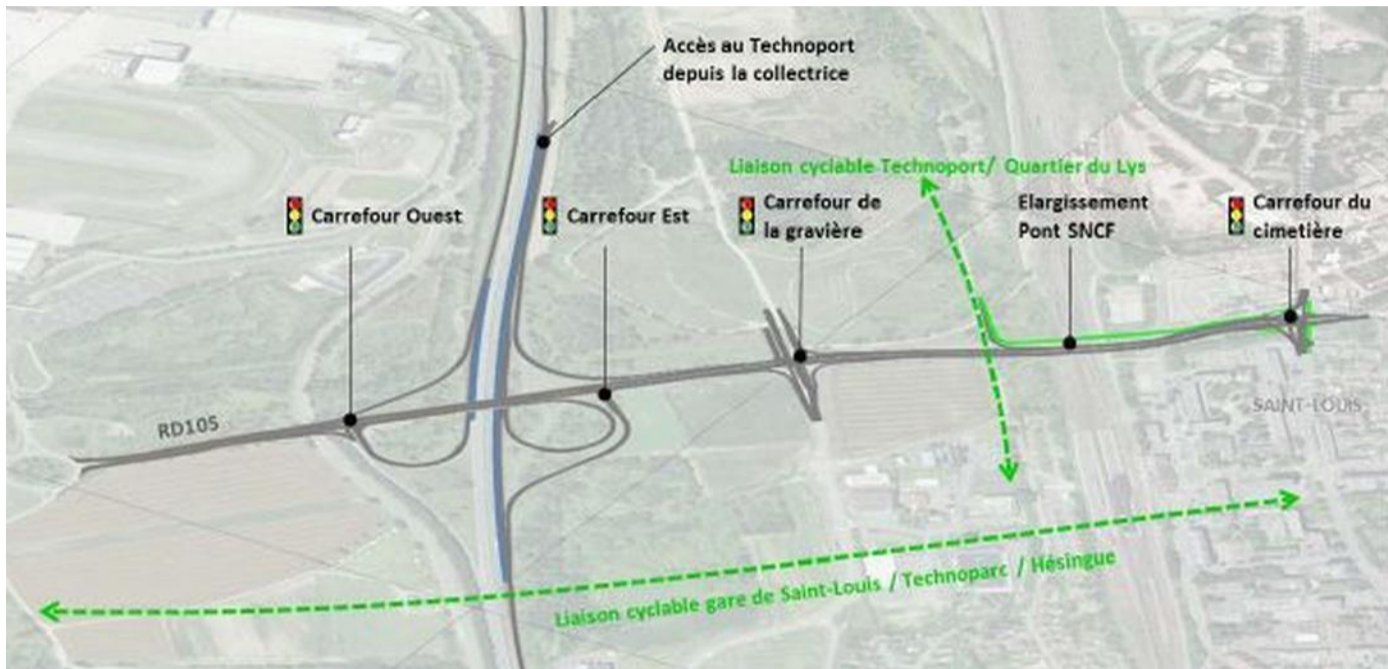 Accès au Technoport
depuis la collectrice
Liaison cyclable Technoport/ Quartier du Lys
Carrefour Ouest
Carrefour Est
Carrefour de
la gravière
Elargissement
Pont SNCF
Carrefour du
cimetière
RD105
SAINT-LOUIS
Liaison cyclable gare de Saint-Louis / Technoparc / Hésingue